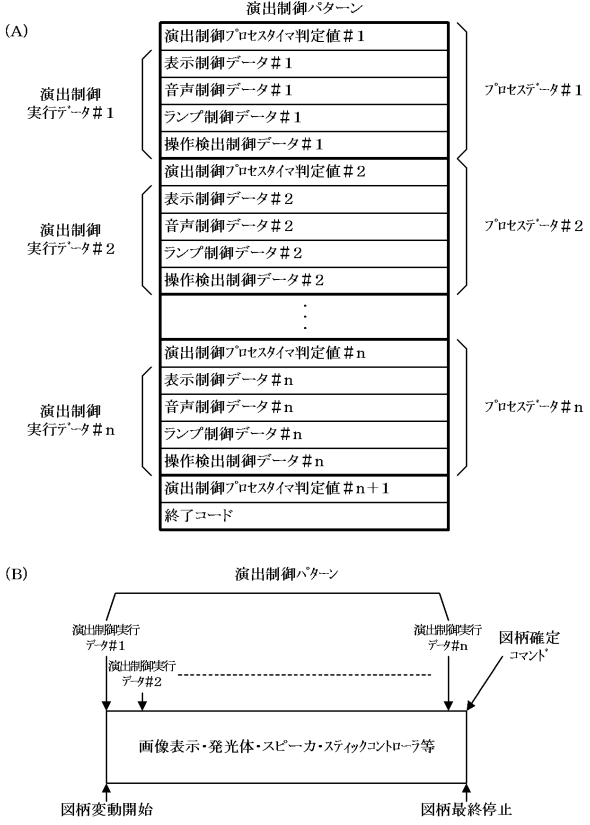 演出制御パターン
(A)
演出制御プロセスタイマ判定値#1
表示制御データ#1
音声制御データ#1
ランプ制御データ#1
操作検出制御データ#1
演出制御
実行データ#1
プロセスデータ#1
演出制御プロセスタイマ判定値#2
表示制御データ#2
音声制御データ#2
ランプ制御データ#2
操作検出制御データ#2
演出制御
実行データ#2
プロセスデータ#2
・
・
・
演出制御プロセスタイマ判定値#n
表示制御データ#n
音声制御データ#n
ランプ制御データ#n
操作検出制御データ#n
演出制御
実行データ#n
プロセスデータ#n
演出制御プロセスタイマ判定値#n+1
終了コード
(B)
演出制御パターン
演出制御実行
データ#1
演出制御実行
データ#2
演出制御実行
データ#n
図柄確定
コマンド
画像表示・発光体・スピーカ・スティックコントローラ等
図柄変動開始
図柄最終停止